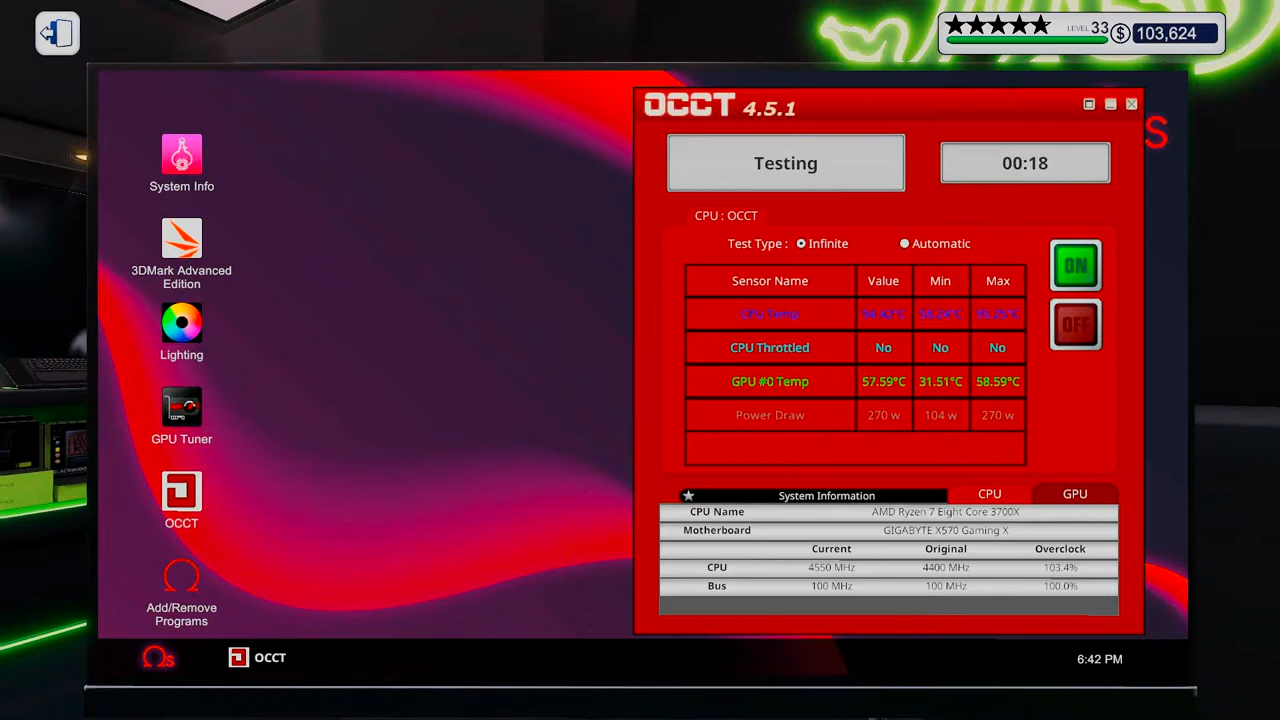 LEVEL 33
$ 103,624
OCCT 4.5.1
S
Testing
00:18
CPU : OCCT
Test Type : Infinite Automatic
ON
OFF
Sensor Name Value Min Max
CPU Temp
CPU Throttled No No No
GPU #0 Temp 57.59°C 31.51°C 58.59°C
Power Draw 270 w 104 w 270 w
System Information CPU GPU
CPU Name AMD Ryzen 7 Eight Core 3700X
Motherboard GIGABYTE X570 Gaming X
Current Original Overclock
CPU 4550 MHz 4400 MHz 103.4%
Bus 100 MHz 100 MHz 100.0%
System Info
3DMark Advanced
Edition
Lighting
GPU Tuner
OCCT
Add/Remove
Programs
Ωs
OCCT
6:42 PM